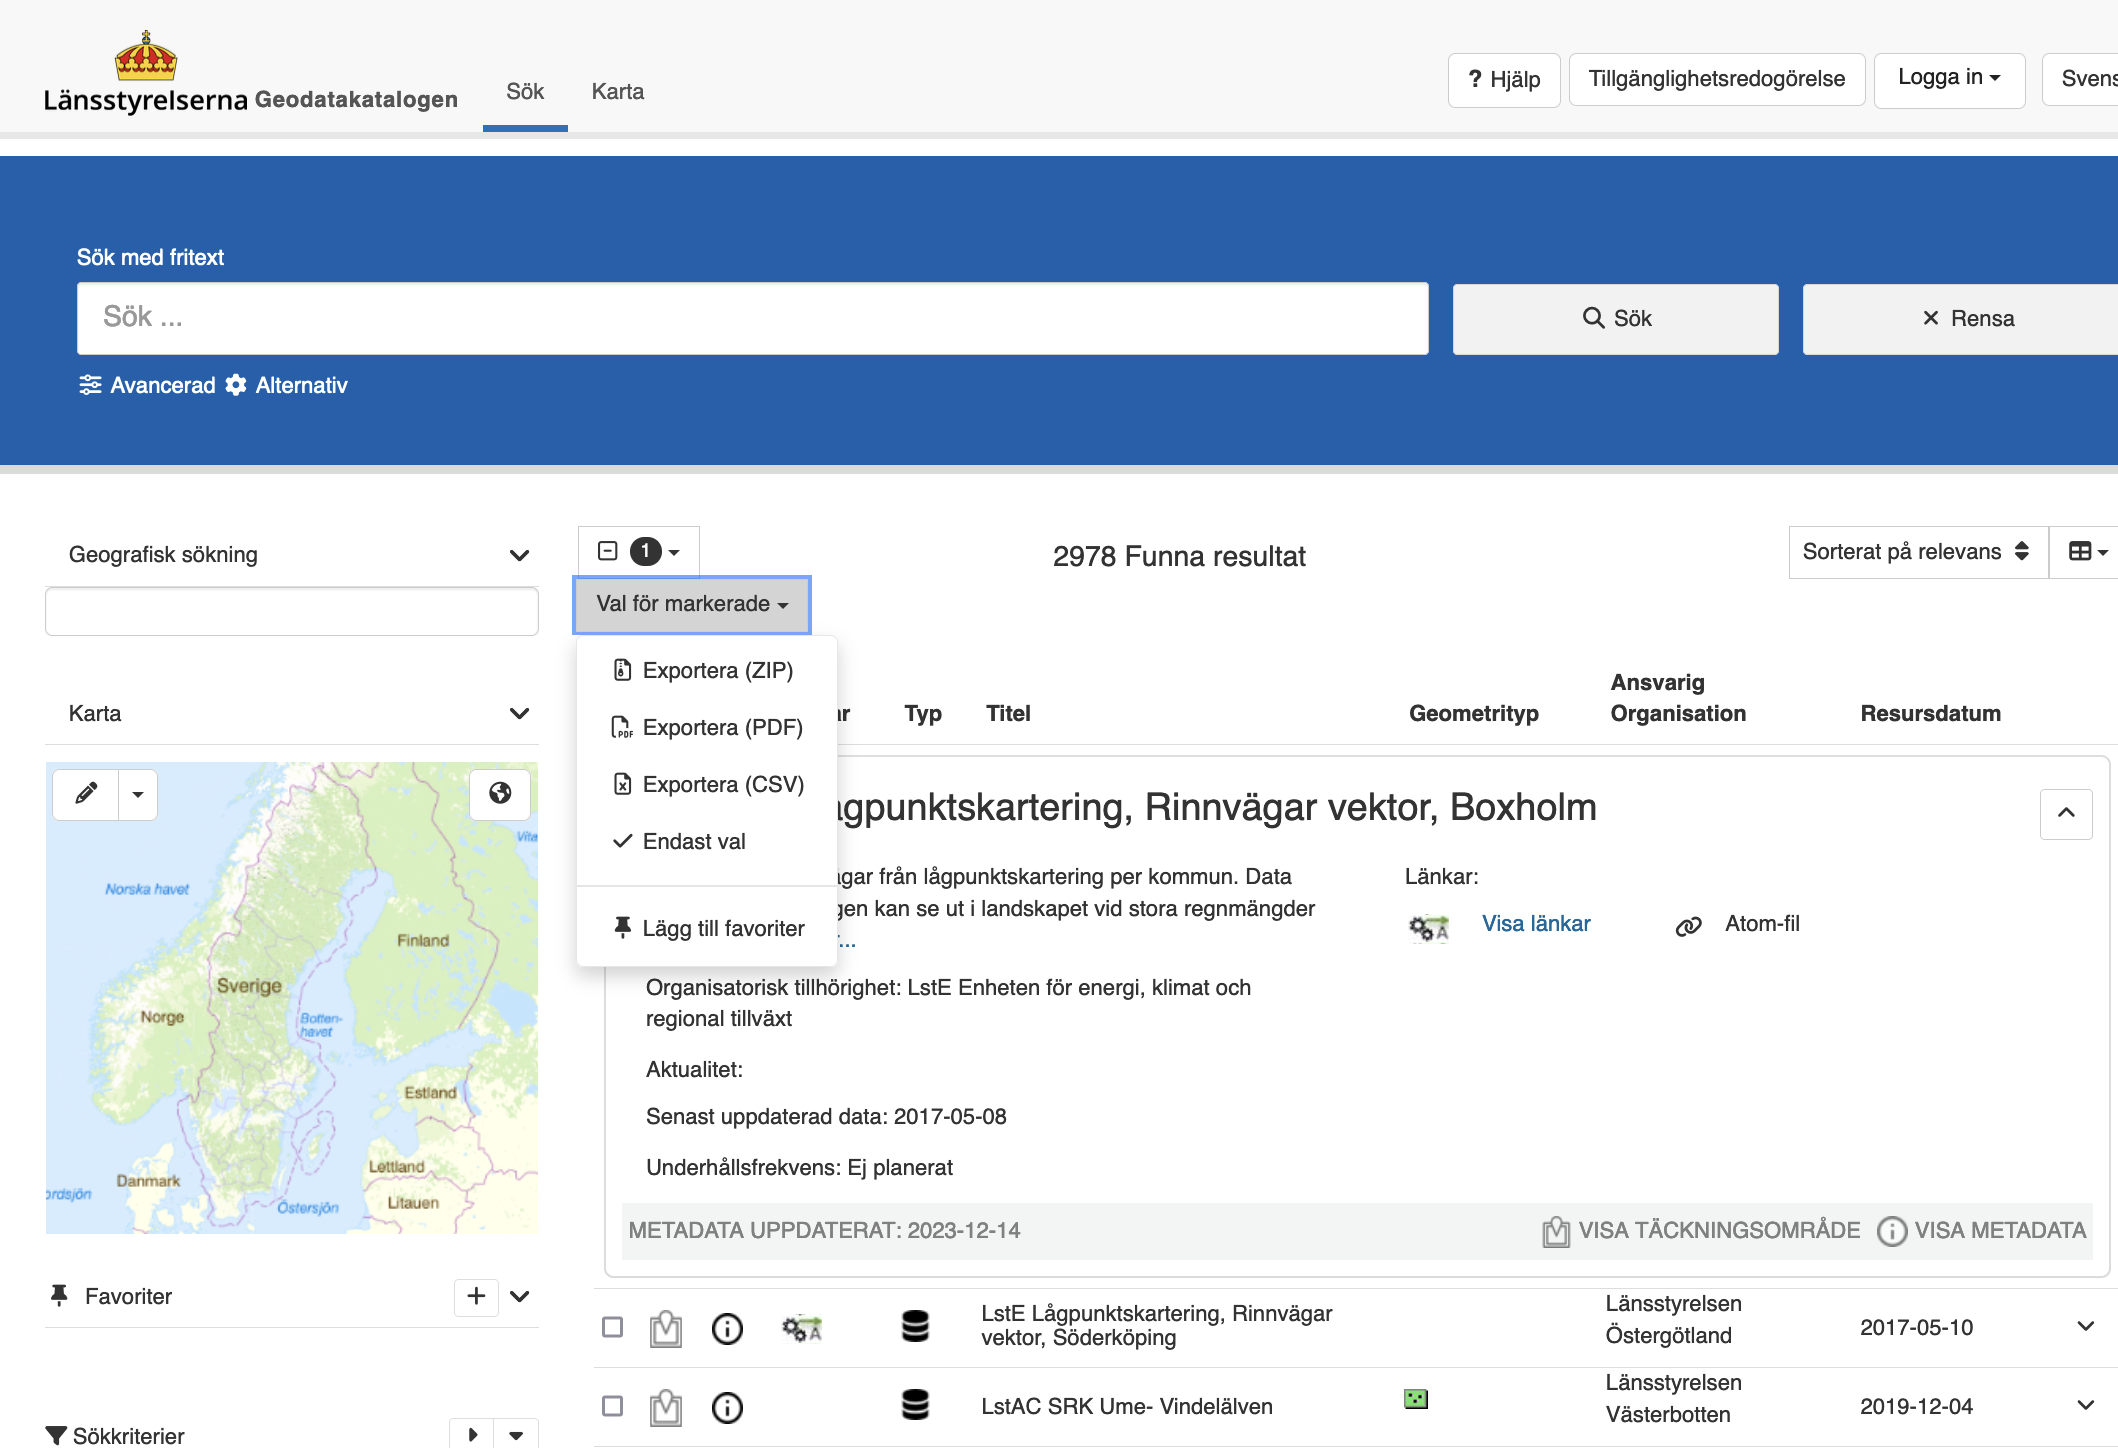 Länsstyrelserna Geodatakatalogen
Sök
Karta
? Hjälp
Tillgänglighetsredogörelse
Logga in
Svens
Sök med fritext
Sök ...
Sök
Rensa
Avancerad
Alternativ
Geografisk sökning
1
2978 Funna resultat
Sorterat på relevans
Val för markerade
Exportera (ZIP)
Exportera (PDF)
Exportera (CSV)
Endast val
Lägg till favoriter
Karta
Typ
Titel
Geometrityp
Ansvarig
Organisation
Resursdatum
Norska havet
Finland
Sverige
Norge
Botten-
havet
Estland
Lettland
Danmark
Litauen
Östersjön
ågpunktskartering, Rinnvägar vektor, Boxholm
ägar från lågpunktskartering per kommun. Data
gen kan se ut i landskapet vid stora regnmängder
...
Länkar:
Visa länkar
Atom-fil
Organisatorisk tillhörighet: LstE Enheten för energi, klimat och
regional tillväxt
Aktualitet:
Senast uppdaterad data: 2017-05-08
Underhållsfrekvens: Ej planerat
METADATA UPPDATERAT: 2023-12-14
VISA TÄCKNINGSOMRÅDE
VISA METADATA
Favoriter
LstE Lågpunktskartering, Rinnvägar
vektor, Söderköping
Länsstyrelsen
Östergötland
2017-05-10
LstAC SRK Ume- Vindelälven
Länsstyrelsen
Västerbotten
2019-12-04
Sökkriterier